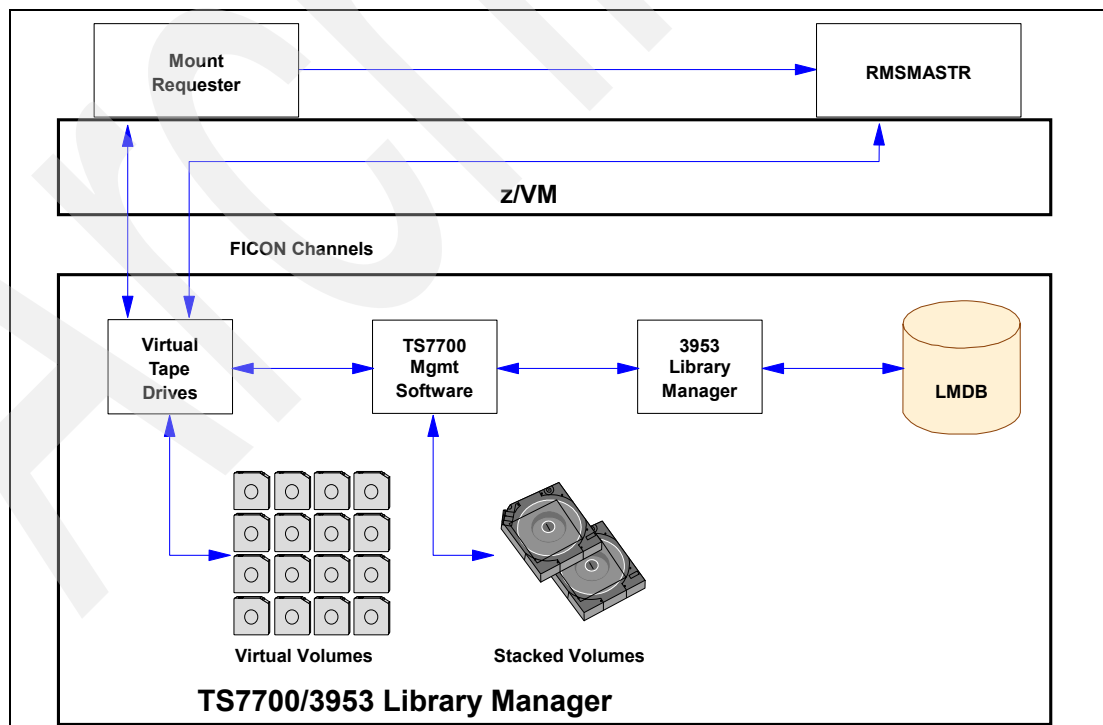 Mount
Requester
RMSMASTR
z/VM
FICON Channels
Virtual
Tape
Drives
TS7700
Mgmt
Software
3953
Library
Manager
LMDB
Virtual Volumes
Stacked Volumes
TS7700/3953 Library Manager